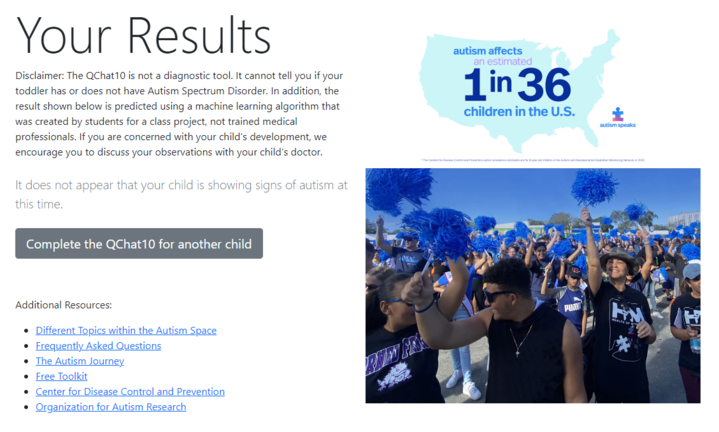 Your Results
Disclaimer: The QChat10 is not a diagnostic tool. It cannot tell you if your
toddler has or does not have Autism Spectrum Disorder. In addition, the
result shown below is predicted using a machine learning algorithm that
was created by students for a class project, not trained medical
professionals. If you are concerned with your child's development, we
encourage you to discuss your observations with your child's doctor.
It does not appear that your child is showing signs of autism at
this time.
Complete the QChat10 for another child
Additional Resources:
Different Topics within the Autism Space
Frequently Asked Questions
The Autism Journey
Free Toolkit
Center for Disease Control and Prevention
Organization for Autism Research
autism affects
an estimated
1 in 36
children in the U.S.
autism speaks
PUMA